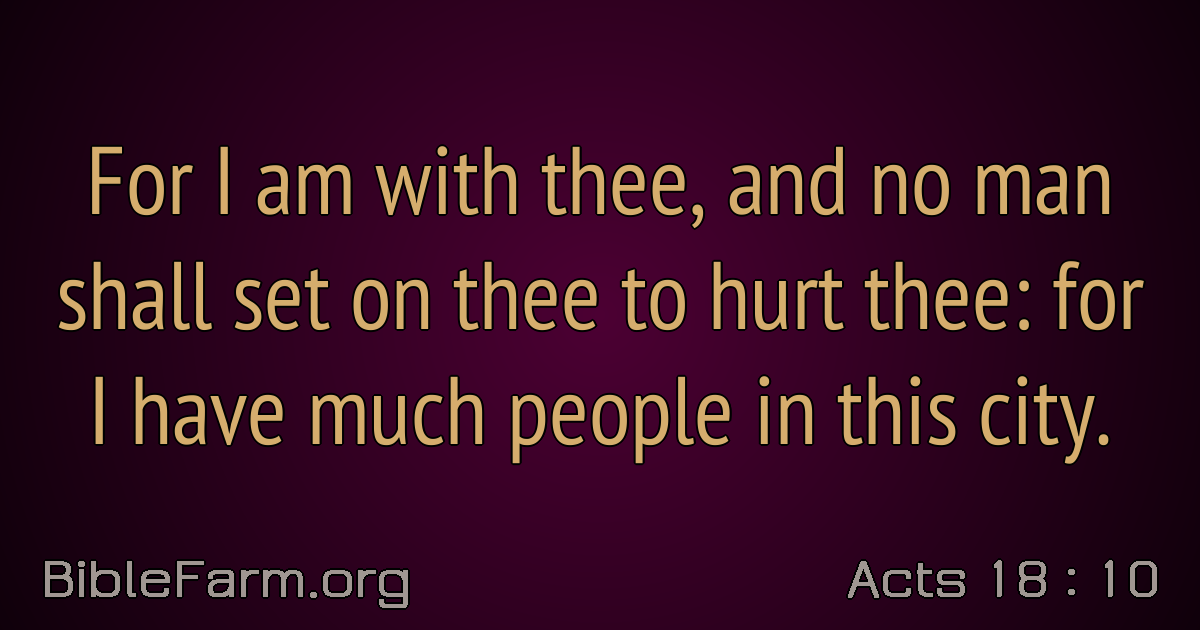 For I am with thee, and no man
shall set on thee to hurt thee: for
I have much people in this city.
BibleFarm.org
Acts 18 : 10